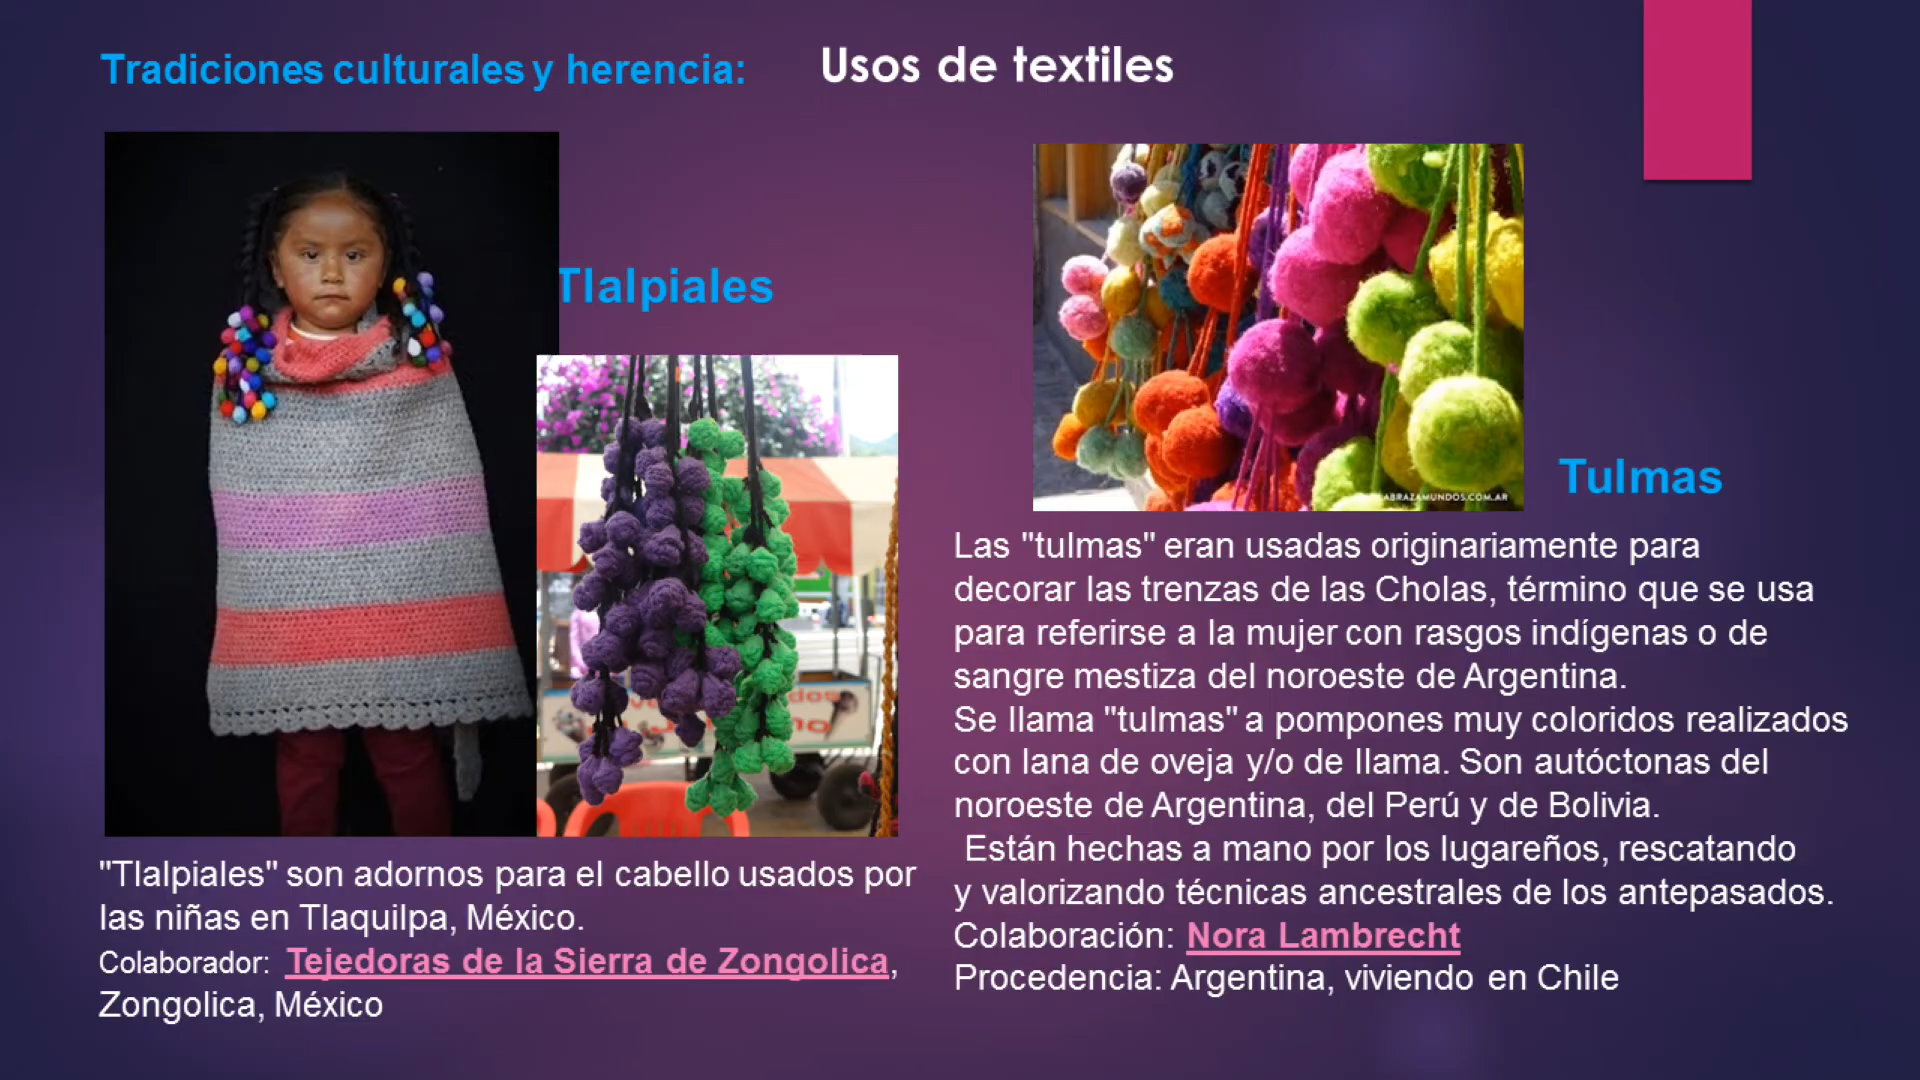 Tradiciones culturales y herencia:
Usos de textiles
Tlalpiales
"Tlalpiales" son adornos para el cabello usados por
las niñas en Tlaquilpa, México.
Colaborador: Tejedoras de la Sierra de Zongolica,
Zongolica, México
ABRAZAMUNDOS.COM.AR
Tulmas
Las "tulmas" eran usadas originariamente para
decorar las trenzas de las Cholas, término que se usa
para referirse a la mujer con rasgos indígenas o de
sangre mestiza del noroeste de Argentina.
Se llama "tulmas" a pompones muy coloridos realizados
con lana de oveja y/o de llama. Son autóctonas del
noroeste de Argentina, del Perú y de Bolivia.
Están hechas a mano por los lugareños, rescatando
y valorizando técnicas ancestrales de los antepasados.
Colaboración: Nora Lambrecht
Procedencia: Argentina, viviendo en Chile